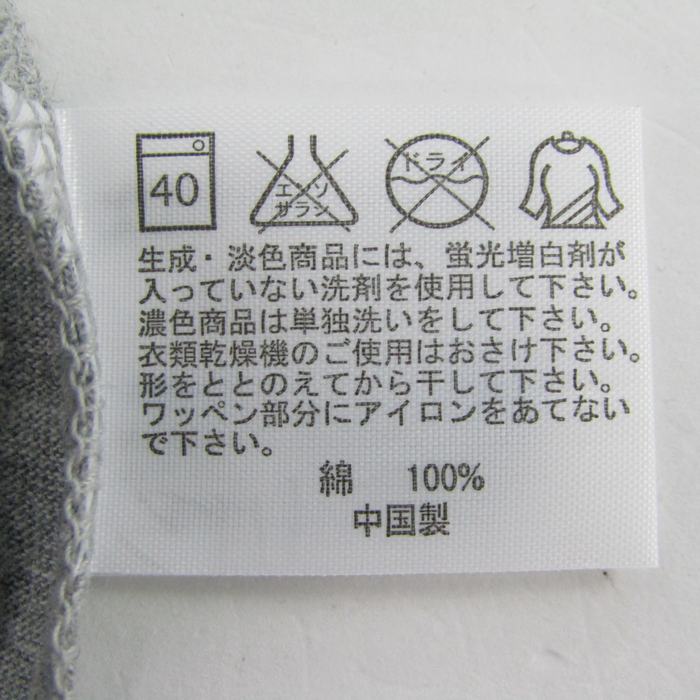 40
エンソ
サラシ
ドライ
生成・淡色商品には、蛍光増白剤が
入っていない洗剤を使用して下さい。
濃色商品は単独洗いをして下さい。
衣類乾燥機のご使用はおさけ下さい。
形をととのえてから干して下さい。
ワッペン部分にアイロンをあてない
で下さい。
綿 100%
中国製